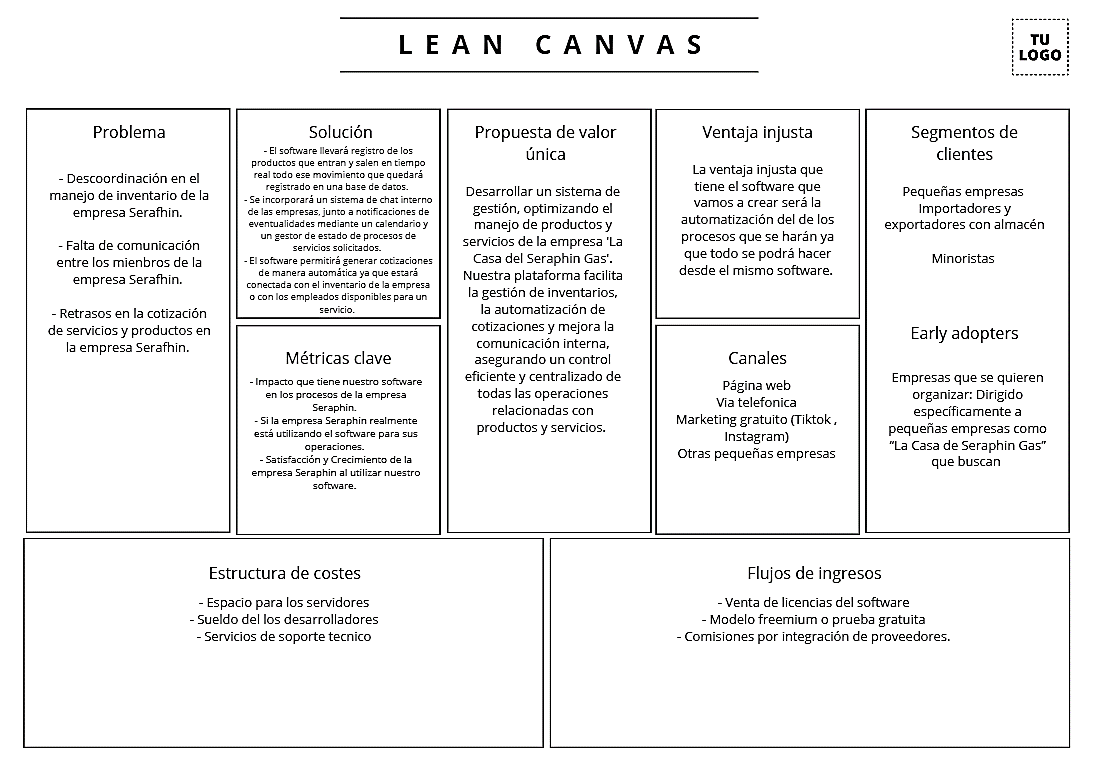 LEAN CANVAS
TU
LOGO
Problema
- Descoordinación en el
manejo de inventario de la
empresa Serafhin.
- Falta de comunicación
entre los mienbros de la
empresa Serafhin.
- Retrasos en la cotización
de servicios y productos en
la empresa Serafhin.
Solución
- El software llevará registro de los
productos que entran y salen en tiempo
real todo ese movimiento que quedará
registrado en una base de datos.
- Se incorporará un sistema de chat interno
de las empresas, junto a notificaciones de
eventualidades mediante un calendario y
un gestor de estado de procesos de
servicios solicitados.
- El software permitirá generar cotizaciones
de manera automática ya que estará
conectada con el inventario de la empresa
o con los empleados disponibles para un
servicio.
Métricas clave
- Impacto que tiene nuestro software
en los procesos de la empresa
Seraphin.
- Si la empresa Seraphin realmente
está utilizando el software para sus
operaciones.
- Satisfacción y Crecimiento de la
empresa Seraphin al utilizar nuestro
software.
Propuesta de valor
única
Desarrollar un sistema de
gestión, optimizando el
manejo de productos y
servicios de la empresa 'La
Casa del Seraphin Gas'.
Nuestra plataforma facilita
la gestión de inventarios,
la automatización de
cotizaciones y mejora la
comunicación interna,
asegurando un control
eficiente y centralizado de
todas las operaciones
relacionadas con
productos y servicios.
Ventaja injusta
La ventaja injusta que
tiene el software que
vamos a crear será la
automatización del de los
procesos que se harán ya
que todo se podrá hacer
desde el mismo software.
Canales
Página web
Via telefonica
Marketing gratuito (Tiktok ,
Instagram)
Otras pequeñas empresas
Segmentos de
clientes
Pequeñas empresas
Importadores y
exportadores con almacén
Minoristas
Early adopters
Empresas que se quieren
organizar: Dirigido
específicamente a
pequeñas empresas como
“La Casa de Seraphin Gas”
que buscan
Estructura de costes
- Espacio para los servidores
- Sueldo del los desarrolladores
- Servicios de soporte tecnico
Flujos de ingresos
- Venta de licencias del software
- Modelo freemium o prueba gratuita
- Comisiones por integración de proveedores.